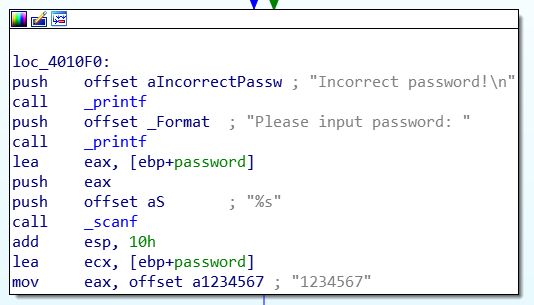 loc_4010F0:
push offset aIncorrectPassw ; "Incorrect password!\n"
call _printf
push offset _Format ; "Please input password: "
call _printf
lea eax, [ebp+password]
push eax
push offset aS ; "%s"
call _scanf
add esp, 10h
lea ecx, [ebp+password]
mov eax, offset a1234567 ; "1234567"